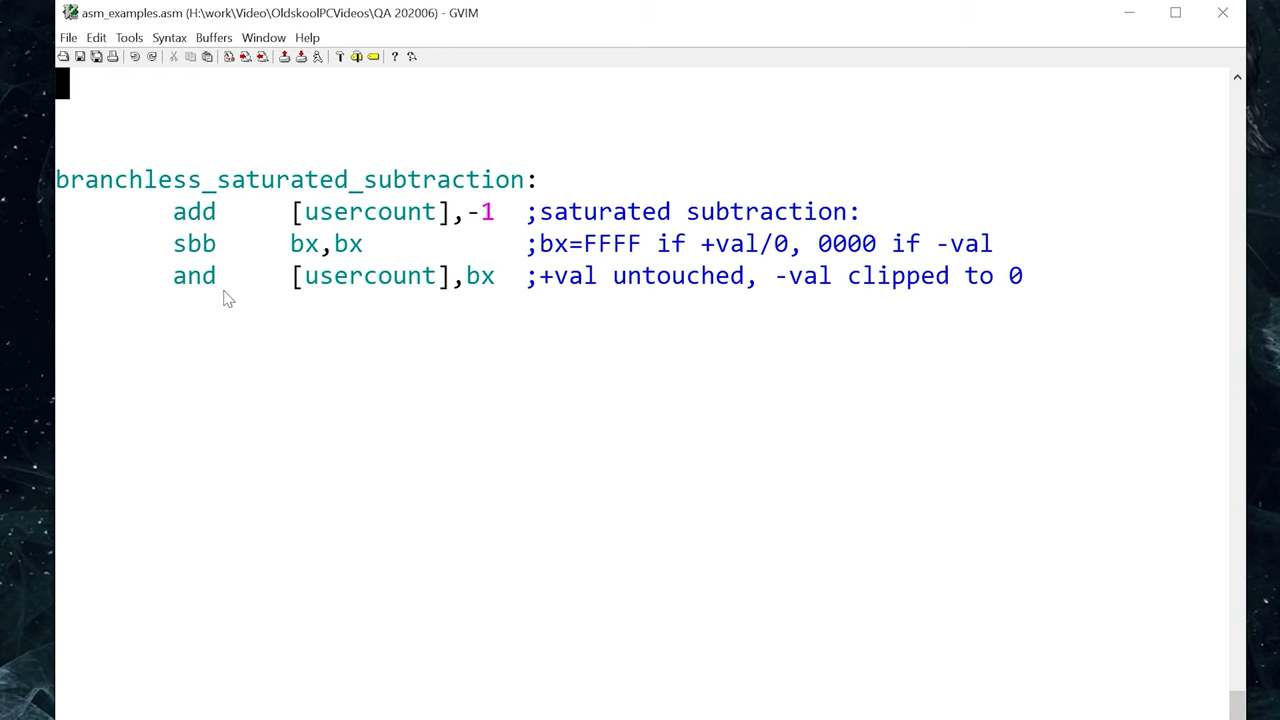 asm_examples.asm (H:\work\Video\OldskoolPCVideos\QA 202006) - GVIM
File Edit Tools Syntax Buffers Window Help
branchless_saturated_subtraction:
add [usercount],-1 ;saturated subtraction:
sbb bx,bx ;bx=FFFF if +val/0, 0000 if -val
and [usercount],bx ;+val untouched, -val clipped to 0